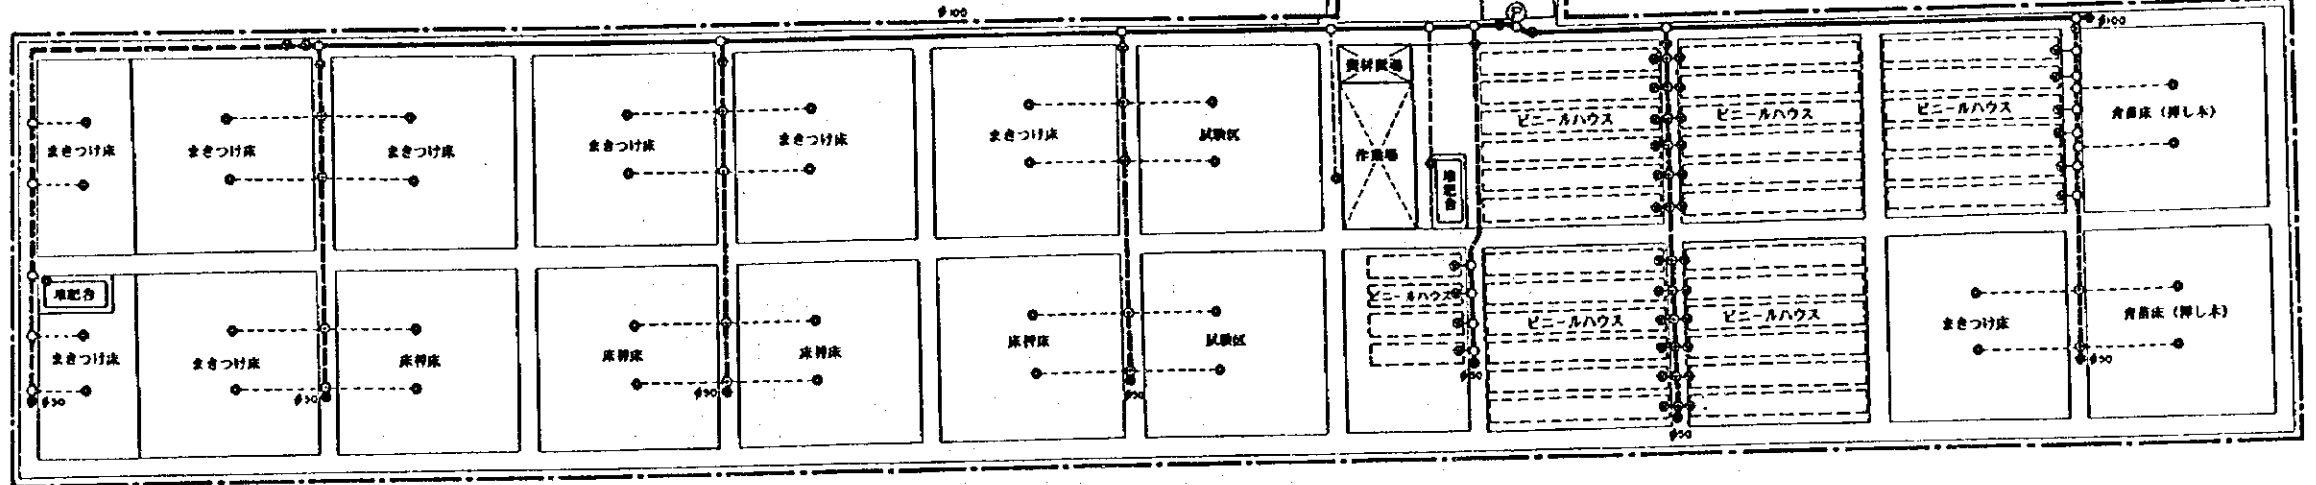 φ100
P
φ100
資材置場
ビニールハウス
ビニールハウス
ビニールハウス
育苗床（挿し木）
まきつけ床
まきつけ床
まきつけ床
まきつけ床
まきつけ床
まきつけ床
試験区
作業場
堆肥舎
堆肥舎
ビニールハウス
ビニールハウス
ビニールハウス
まきつけ床
育苗床（挿し木）
まきつけ床
まきつけ床
床替床
床替床
床替床
床替床
試験区
φ50
φ50
φ50
φ50
φ50
φ50
φ50